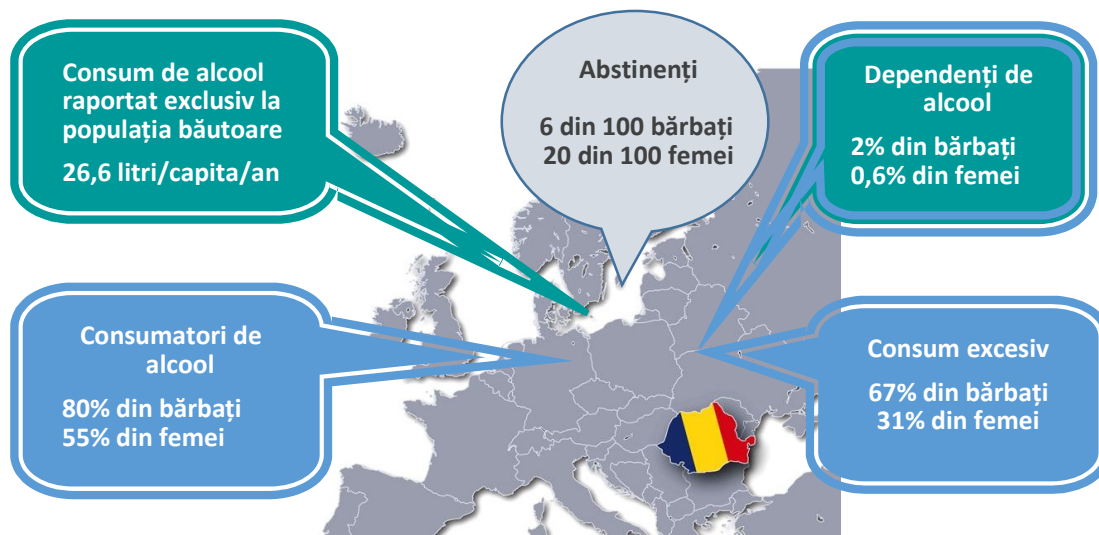 Consum de alcool
raportat exclusiv la
populația băutoare
26,6 litri/capita/an
Abstinenți
6 din 100 bărbați
20 din 100 femei
Dependenți de
alcool
2% din bărbați
0,6% din femei
Consumatori de
alcool
80% din bărbați
55% din femei
Consum excesiv
67% din bărbați
31% din femei